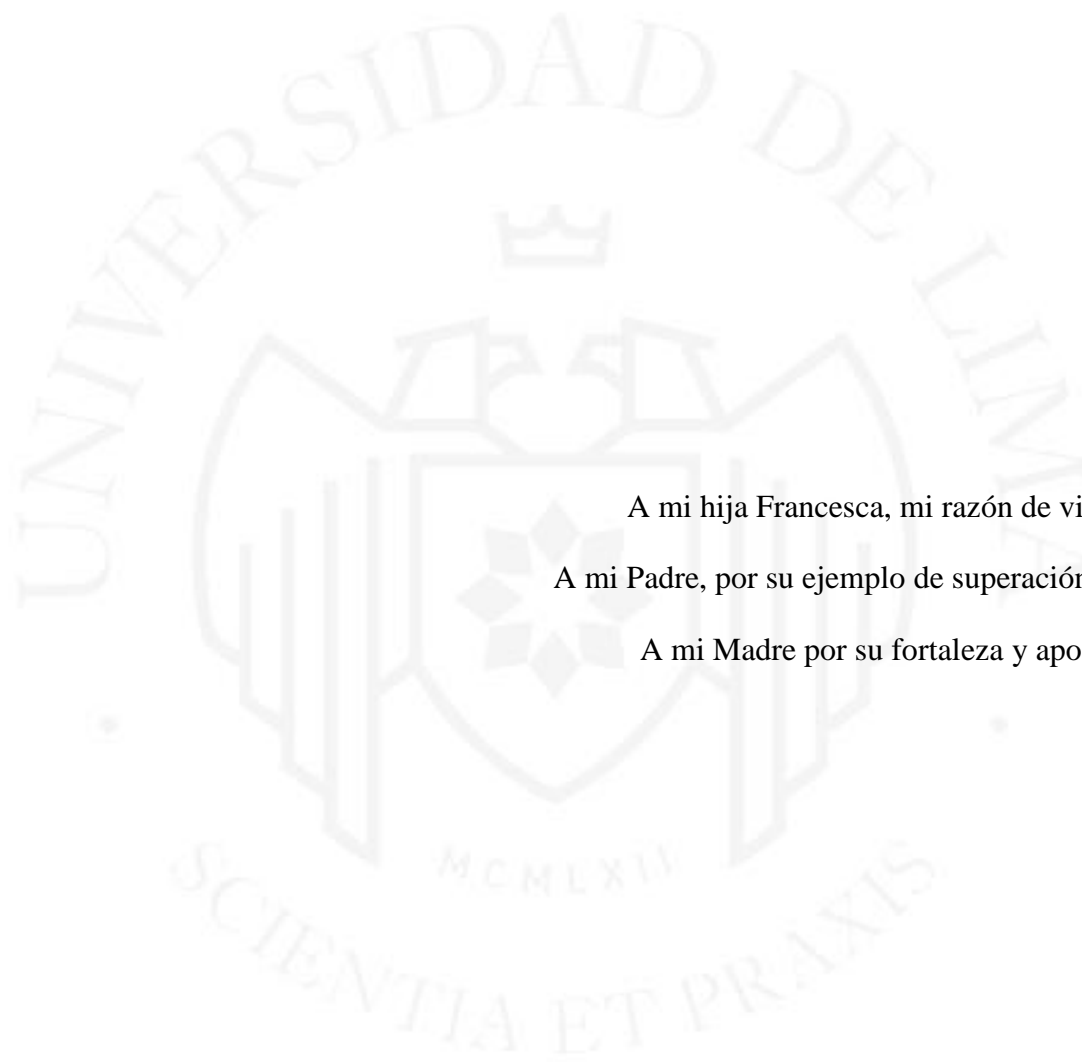 UNIVERSIDAD DE LIMA
A mi hija Francesca, mi razón de
A mi Padre, por su ejemplo de superación
A mi Madre por su fortaleza y
MCMLXII
SCIENTIA ET PRAXIS